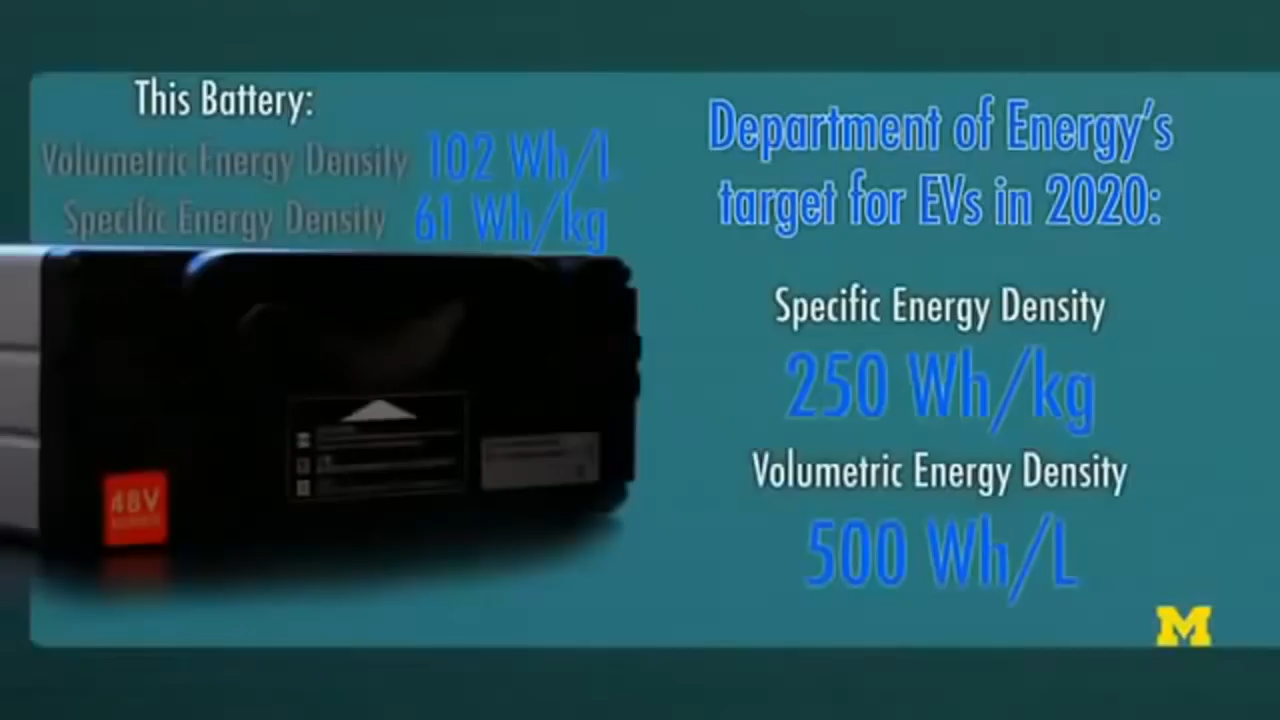 This Battery:
Volumetric Energy Density 102 Wh/L
Specific Energy Density 61 Wh/kg
Department of Energy's
target for EVs in 2020:
Specific Energy Density
250 Wh/kg
Volumetric Energy Density
500 Wh/L
48V
M